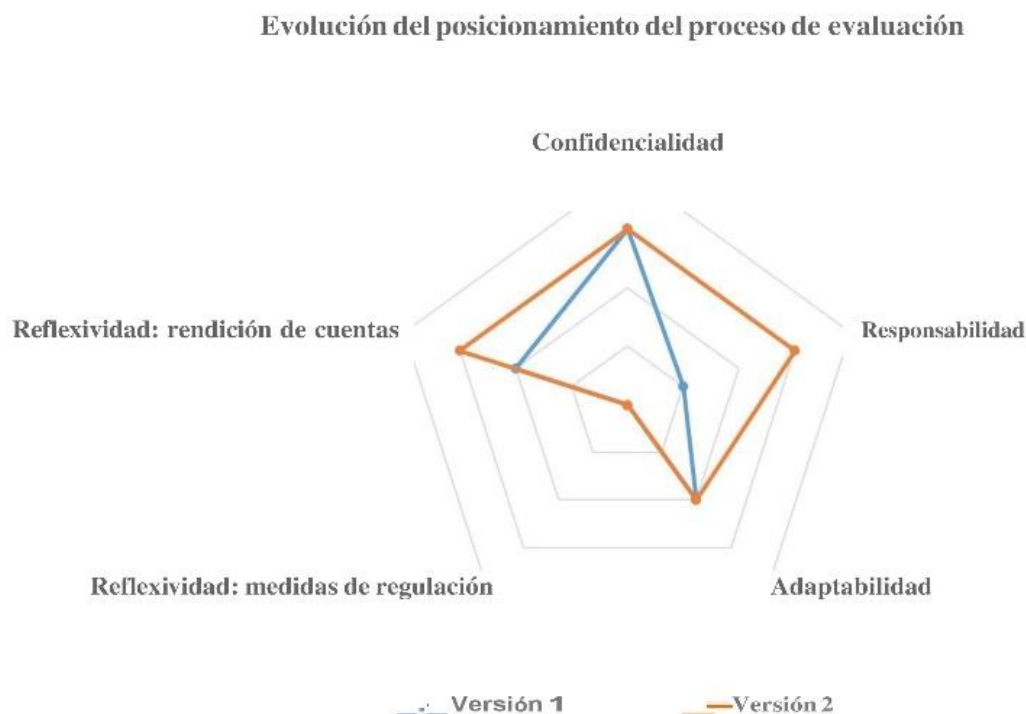 Evolución del posicionamiento del proceso de evaluación
Confidencialidad
Reflexividad: rendición de cuentas
Responsabilidad
Reflexividad: medidas de regulación
Adaptabilidad
Versión 1
Versión 2